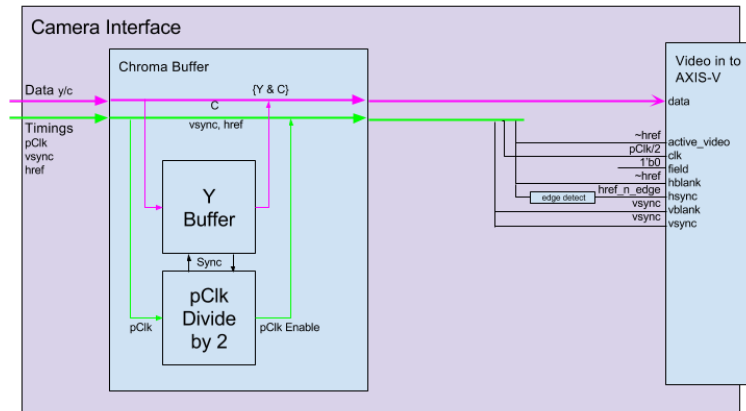 Camera Interface
Chroma Buffer
Video in to
AXIS-V
Data y/c
{Y & C}
C
data
Timings
pClk
vsync
href
vsync, href
~href
active_video
pClk/2
clk
1'b0
field
~href
hblank
href_n_edge
hsync
edge detect
vsync
vblank
vsync
vsync
Y
Buffer
Sync
pClk
Divide
by 2
pClk
pClk Enable